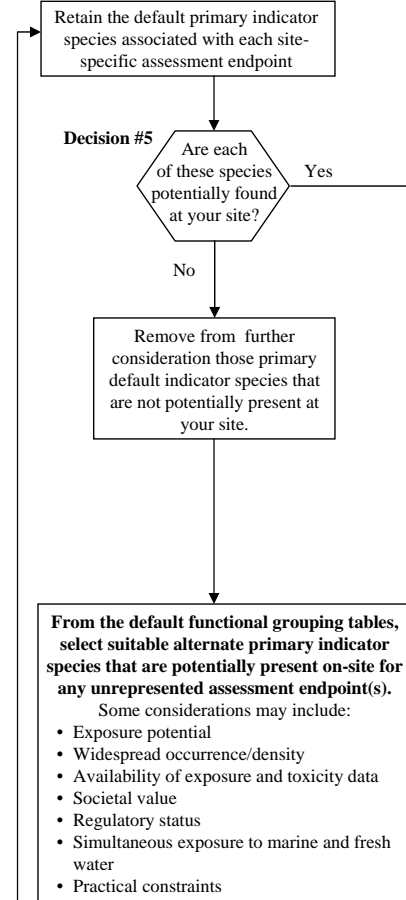 Retain the default primary indicator
species associated with each site-
specific assessment endpoint
Decision #5
Are each
of these species
potentially found
at your site?
Yes
No
Remove from further
consideration those primary
default indicator species that
are not potentially present at
your site.
From the default functional grouping tables,
select suitable alternate primary indicator
species that are potentially present on-site for
any unrepresented assessment endpoint(s).
Some considerations may include:
• Exposure potential
• Widespread occurrence/density
• Availability of exposure and toxicity data
• Societal value
• Regulatory status
• Simultaneous exposure to marine and fresh
water
• Practical constraints